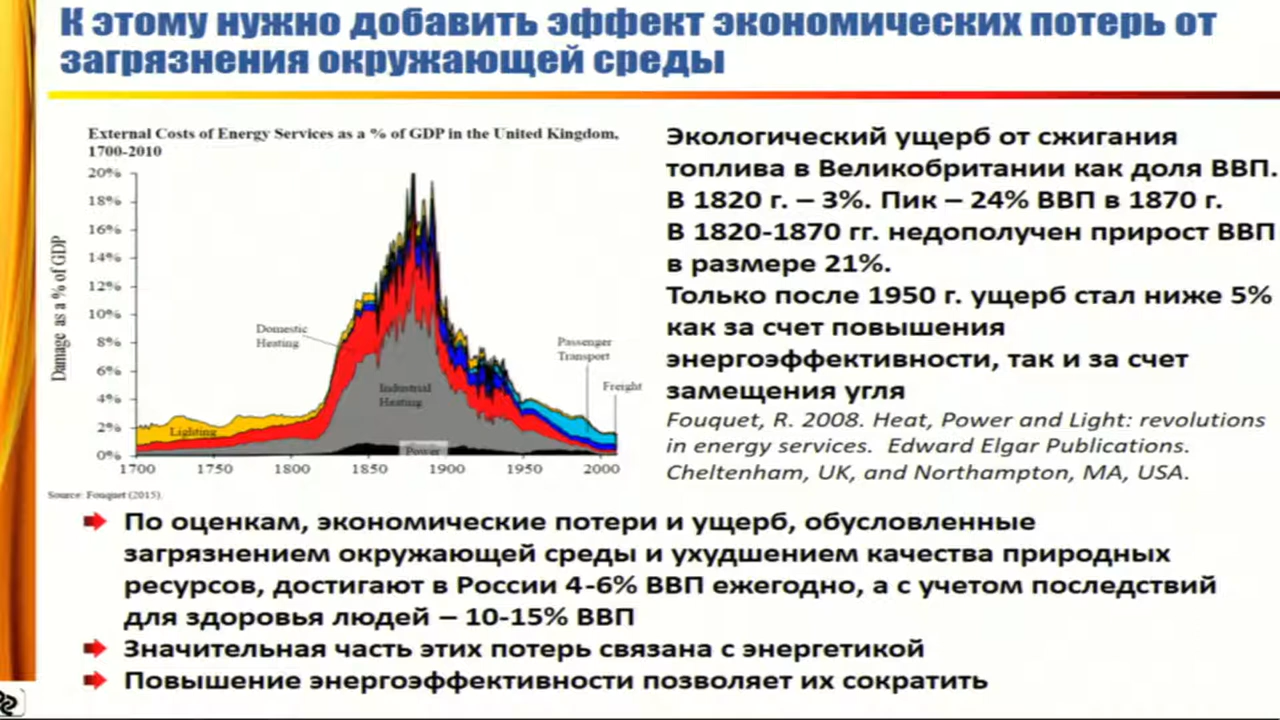 К этому нужно добавить эффект экономических потерь от
загрязнения окружающей среды
External Costs of Energy Services as a % of GDP in the United Kingdom,
1700-2010
Damage as a % of GDP
20%
18%
16%
14%
12%
10%
8%
6%
4%
2%
0%
Domestic
Heating
Passenger
Transport
Freight
Industrial
Heating
Lighting
Power
1700
1750
1800
1850
1900
1950
2000
Source: Fouquet (2015).
Экологический ущерб от сжигания
топлива в Великобритании как доля ВВП.
В 1820 г. – 3%. Пик – 24% ВВП в 1870 г.
В 1820-1870 гг. недополучен прирост ВВП
в размере 21%.
Только после 1950 г. ущерб стал ниже 5%
как за счет повышения
энергоэффективности, так и за счет
замещения угля
Fouquet, R. 2008. Heat, Power and Light: revolutions
in energy services. Edward Elgar Publications.
Cheltenham, UK, and Northampton, MA, USA.
По оценкам, экономические потери и ущерб, обусловленные
загрязнением окружающей среды и ухудшением качества природных
ресурсов, достигают в России 4-6% ВВП ежегодно, а с учетом последствий
для здоровья людей – 10-15% ВВП
Значительная часть этих потерь связана с энергетикой
Повышение энергоэффективности позволяет их сократить